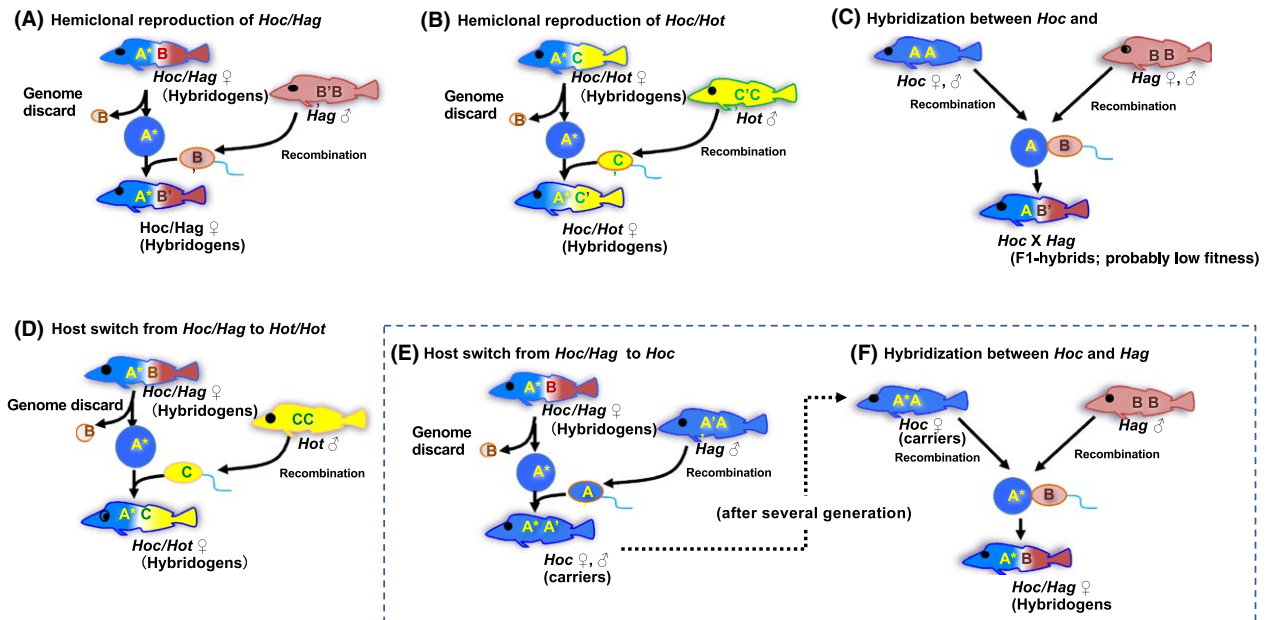 (A) Hemiclonal reproduction of Hoc/Hag
A* B
Hoc/Hag ♀
(Hybridogens)
Genome
discard
B
B'B
,
Hag ♂
A*
Recombination
B
,
A* B'
Hoc/Hag ♀
(Hybridogens)
(B) Hemiclonal reproduction of Hoc/Hot
A* C
Hoc/Hot ♀
(Hybridogens)
Genome
discard
B
C'C
,
Hot ♂
A*
Recombination
C
,
A* C'
Hoc/Hot ♀
(Hybridogens)
(C) Hybridization between Hoc and
A A
Hoc ♀, ♂
B B
Hag ♀, ♂
Recombination
Recombination
A
B
A B'
Hoc X Hag
(F1-hybrids; probably low fitness)
(D) Host switch from Hoc/Hag to Hot/Hot
A* B
Hoc/Hag ♀
(Hybridogens)
Genome discard
B
CC
Hot ♂
A*
Recombination
C
A* C
Hoc/Hot ♀
(Hybridogens)
(E) Host switch from Hoc/Hag to Hoc
A* B
Hoc/Hag ♀
(Hybridogens)
Genome
discard
B
A'A
,
Hag ♂
A*
Recombination
A
,
A* A'
Hoc ♀, ♂
(carriers)
(after several generation)
(F) Hybridization between Hoc and Hag
A*A
Hoc ♀
(carriers)
Recombination
B B
Hag ♂
Recombination
A*
B
A* B
Hoc/Hag ♀
(Hybridogens